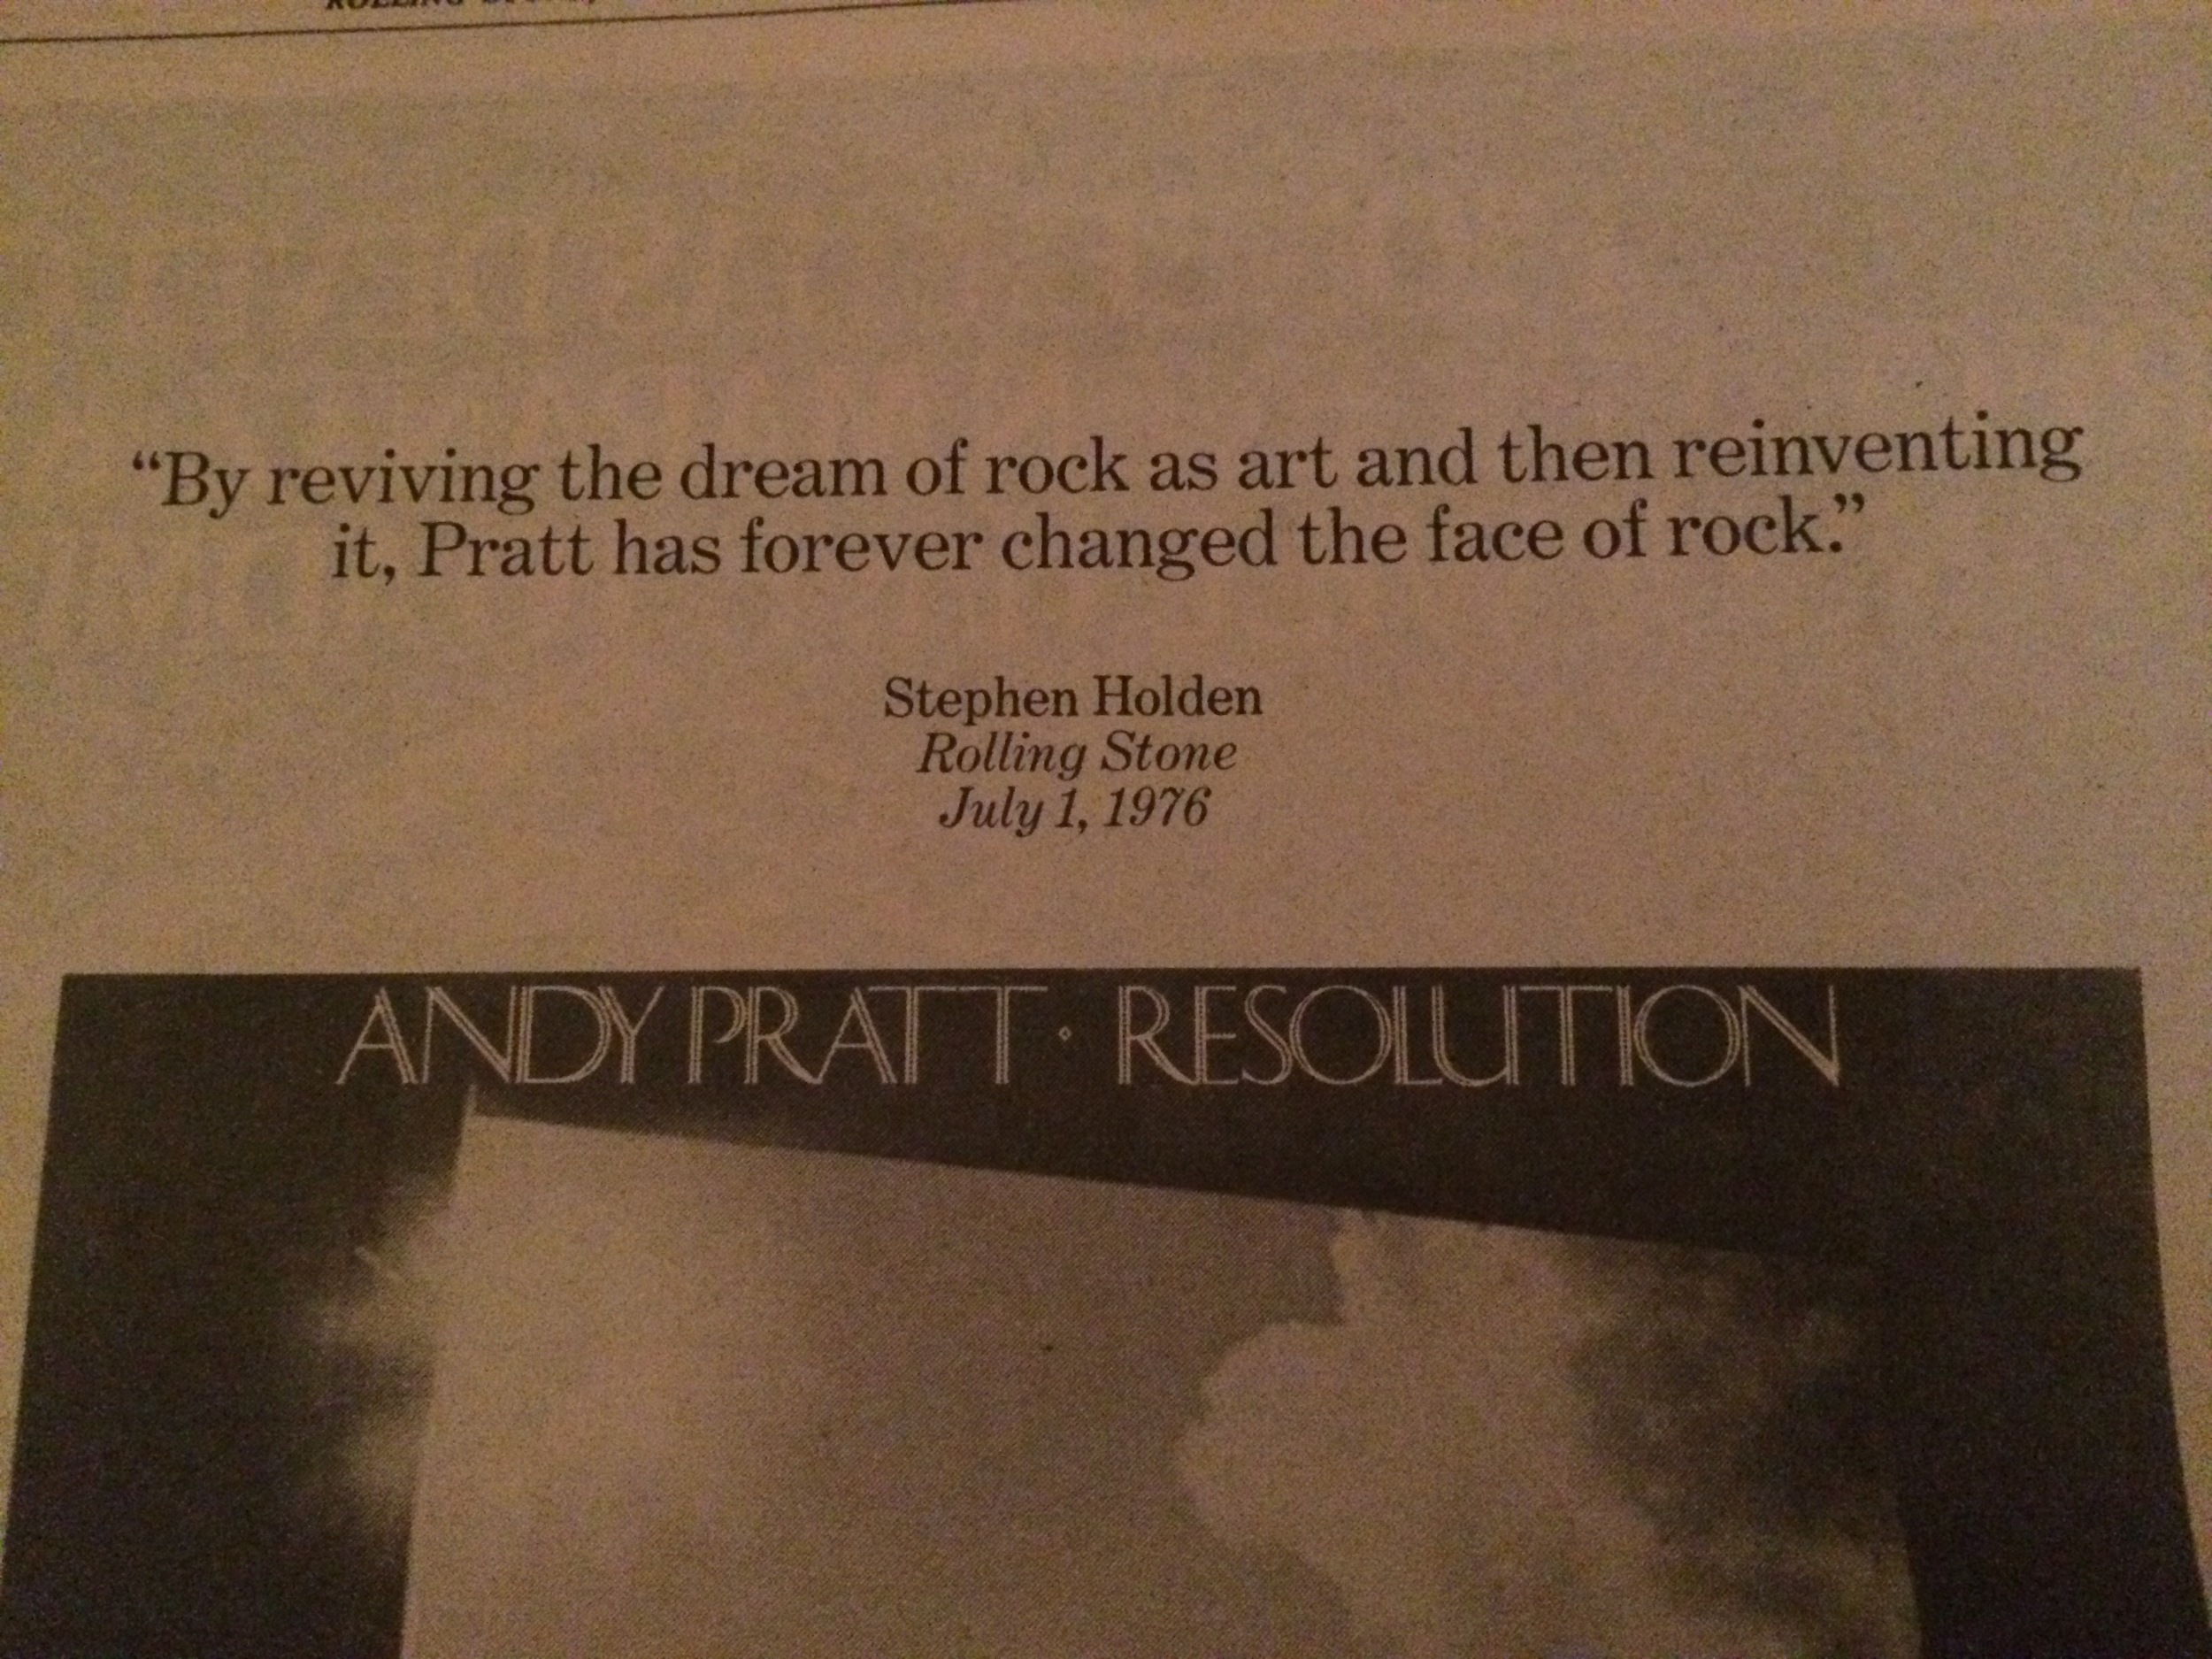 “By reviving the dream of rock as art and then reinventing
it, Pratt has forever changed the face of rock.”
Stephen Holden
Rolling Stone
July 1, 1976
ANDY PRATT · RESOLUTION